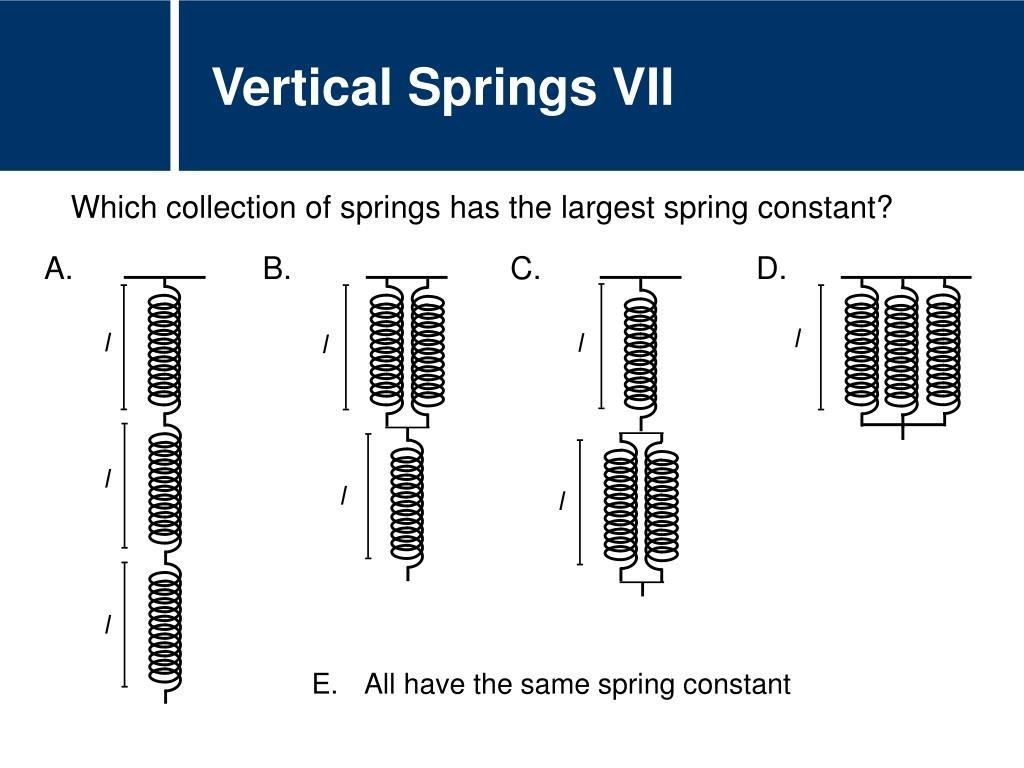 Vertical Springs VII
Which collection of springs has the largest spring constant?
A. B. C. D.
l l l l
l l l
l
E. All have the same spring constant